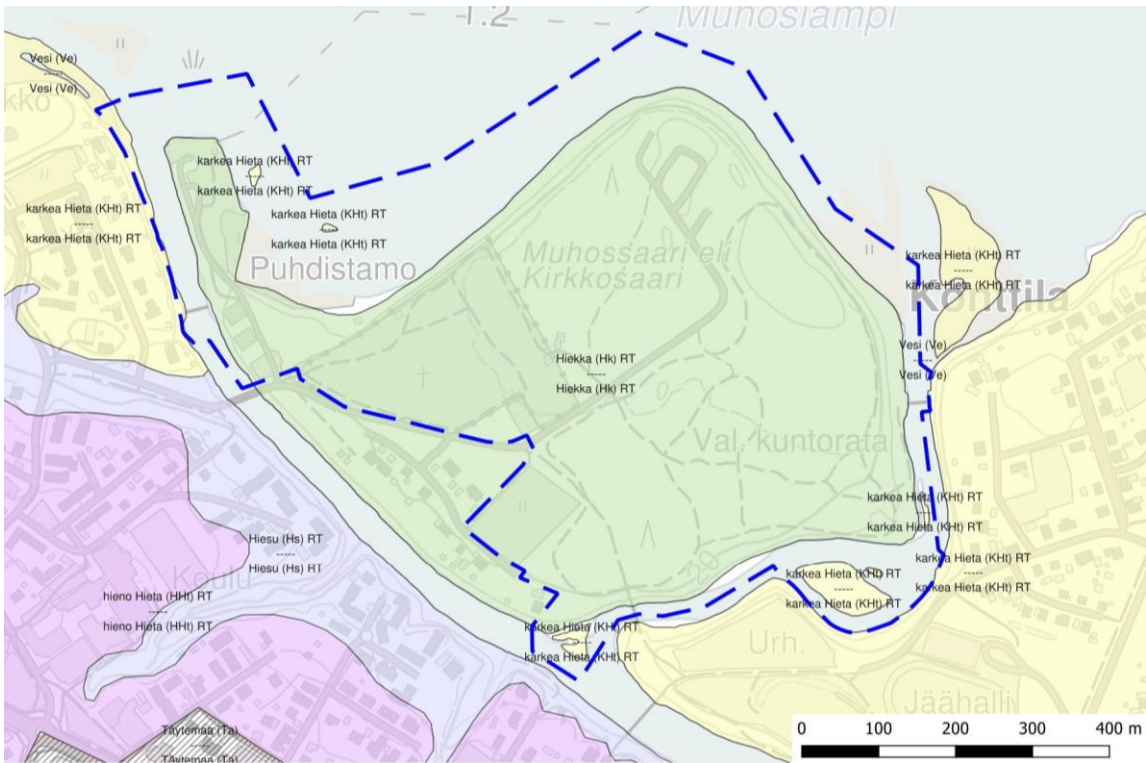 1.2
Muhoslampi
Vesi (Ve)
-----
Vesi (Ve)
kko
karkea Hieta (KHt) RT
-----
karkea Hieta (KHt) RT
karkea Hieta (KHt) RT
-----
karkea Hieta (KHt) RT
karkea Hieta (KHt) RT
-----
karkea Hieta (KHt) RT
Puhdistamo
Muhossaari eli
Kirkkosaari
karkea Hieta (KHt) RT
-----
karkea Hieta (KHt) RT
Konttila
Vesi (Ve)
-----
Vesi (Ve)
Hiekka (Hk) RT
-----
Hiekka (Hk) RT
Val. kuntorata
karkea Hieta (KHt) RT
-----
karkea Hieta (KHt) RT
Hiesu (Hs) RT
-----
Hiesu (Hs) RT
Koulu
karkea Hieta (KHt) RT
-----
karkea Hieta (KHt) RT
karkea Hieta (KHt) RT
-----
karkea Hieta (KHt) RT
hieno Hieta (HHt) RT
-----
hieno Hieta (HHt) RT
karkea Hieta (KHt) RT
-----
karkea Hieta (KHt) RT
Urh.
Jäähalli
Täytemaa (Ta)
-----
Täytemaa (Ta)
0 100 200 300 400 m